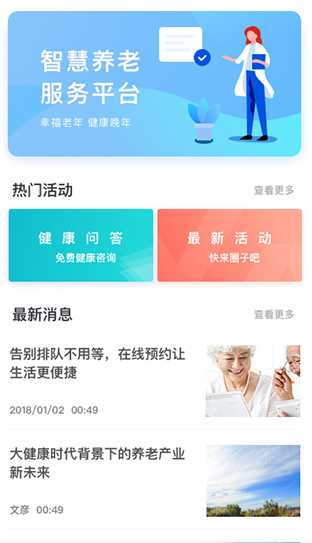 智慧养老
服务平台
幸福老年 健康晚年
热门活动
查看更多
健康问答
免费健康咨询
最新活动
快来圈子吧
最新消息
查看更多
告别排队不用等，在线预约让
生活更便捷
2018/01/02 00:49
大健康时代背景下的养老产业
新未来
文彦 00:49